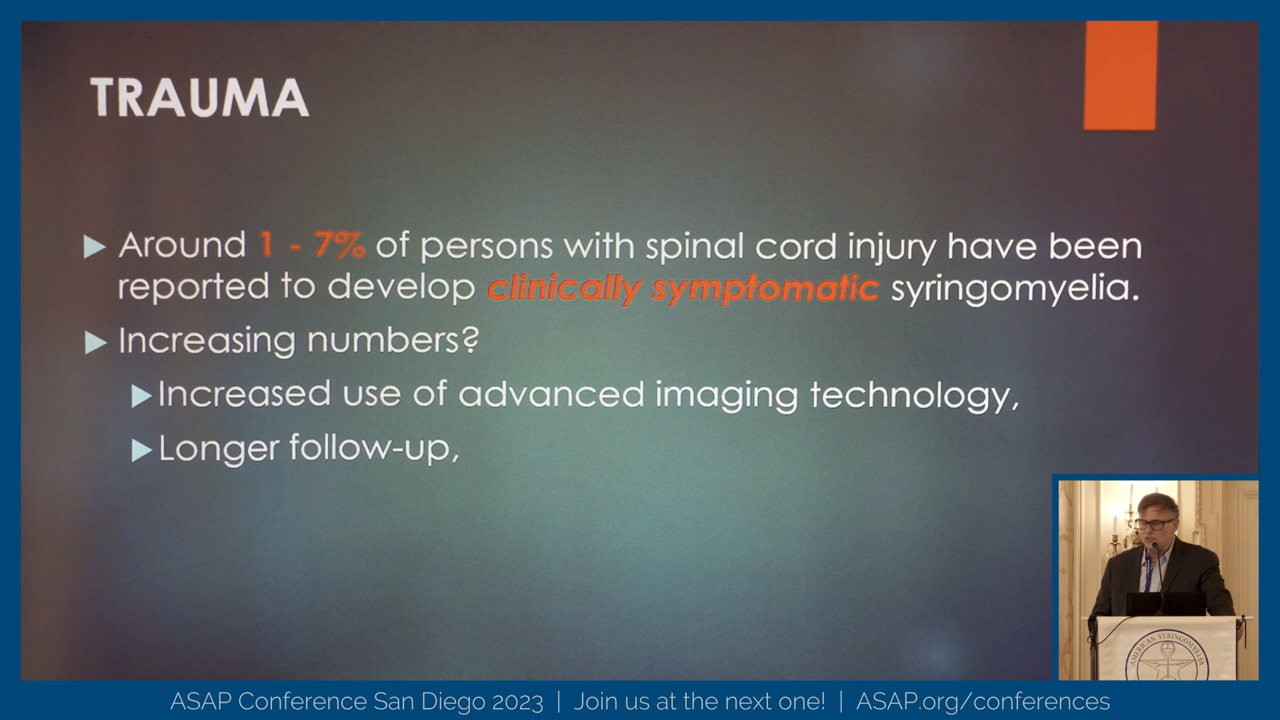 TRAUMA
Around 1 - 7% of persons with spinal cord injury have been
reported to develop clinically symptomatic syringomyelia.
Increasing numbers?
Increased use of advanced imaging technology,
Longer follow-up,
AMERICAN SYRINGOMYELIA
ASAP Conference San Diego 2023 | Join us at the next one! | ASAP.org/conferences